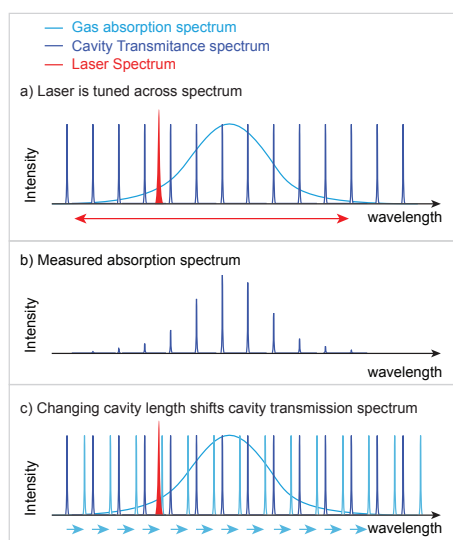 Gas absorption spectrum
Cavity Transmitance spectrum
Laser Spectrum
a) Laser is tuned across spectrum
Intensity
wavelength
b) Measured absorption spectrum
Intensity
wavelength
c) Changing cavity length shifts cavity transmission spectrum
Intensity
wavelength